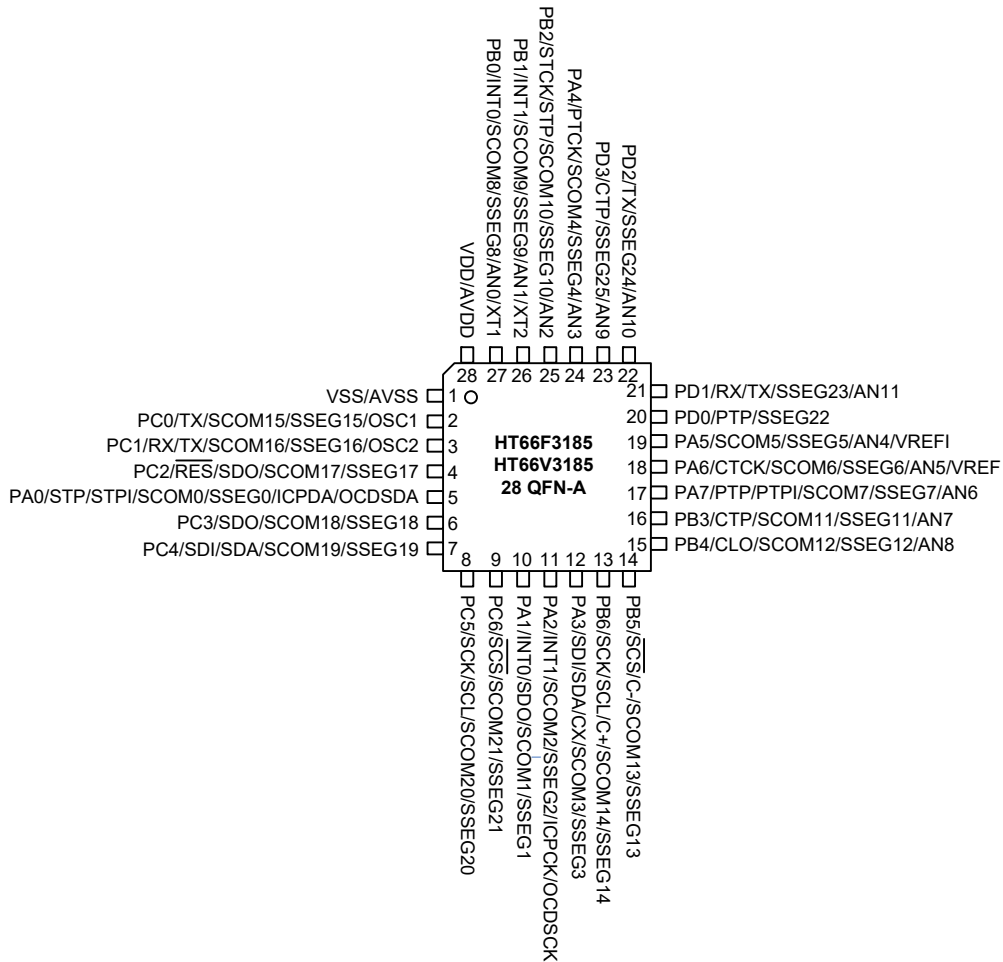 PB2/STCK/STP/SCOM10/SSEG10/AN2
PB1/INT1/SCOM9/SSEG9/AN1/XT2
PB0/INT0/SCOM8/SSEG8/AN0/XT1
VDD/AVDD
PA4/PTCK/SCOM4/SSEG4/AN3
PD3/CTP/SSEG25/AN9
PD2/TX/SSEG24/AN10
28 27 26 25 24 23 22
VSS/AVSS 1
PC0/TX/SCOM15/SSEG15/OSC1 2
PC1/RX/TX/SCOM16/SSEG16/OSC2 3
PC2/RES/SDO/SCOM17/SSEG17 4
PA0/STP/STPI/SCOM0/SSEG0/ICPDA/OCDSDA 5
PC3/SDO/SCOM18/SSEG18 6
PC4/SDI/SDA/SCOM19/SSEG19 7
HT66F3185
HT66V3185
28 QFN-A
21 PD1/RX/TX/SSEG23/AN11
20 PD0/PTP/SSEG22
19 PA5/SCOM5/SSEG5/AN4/VREFI
18 PA6/CTCK/SCOM6/SSEG6/AN5/VREF
17 PA7/PTP/PTPI/SCOM7/SSEG7/AN6
16 PB3/CTP/SCOM11/SSEG11/AN7
15 PB4/CLO/SCOM12/SSEG12/AN8
8 9 10 11 12 13 14
PC5/SCK/SCL/SCOM20/SSEG20
PC6/SCS/SCOM21/SSEG21
PA1/INT0/SDO/SCOM1/SSEG1
PA2/INT1/SCOM2/SSEG2/ICPCK/OCDSCK
PA3/SDI/SDA/CX/SCOM3/SSEG3
PB6/SCK/SCL/C+/SCOM14/SSEG14
PB5/SCS/C-/SCOM13/SSEG13